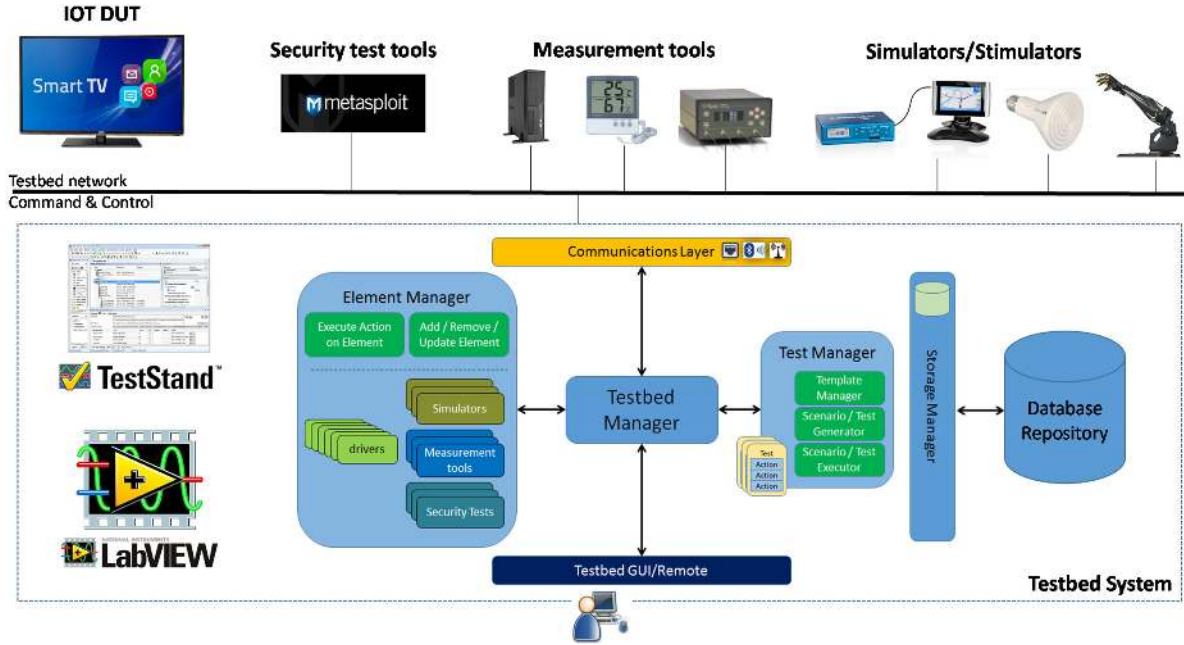 IOT DUT
Security test tools
Measurement tools
Simulators/Stimulators
Smart TV
metasploit
25°C
67
Testbed network
Command & Control
Communications Layer
Element Manager
Execute Action
on Element
Add / Remove /
Update Element
Simulators
drivers
Measurement
tools
Security Tests
TestStand™
NATIONAL INSTRUMENTS
LabVIEW
Testbed
Manager
Test Manager
Template
Manager
Scenario / Test
Generator
Scenario / Test
Executor
Test
Action
Action
Action
Storage Manager
Database
Repository
Testbed GUI/Remote
Testbed System